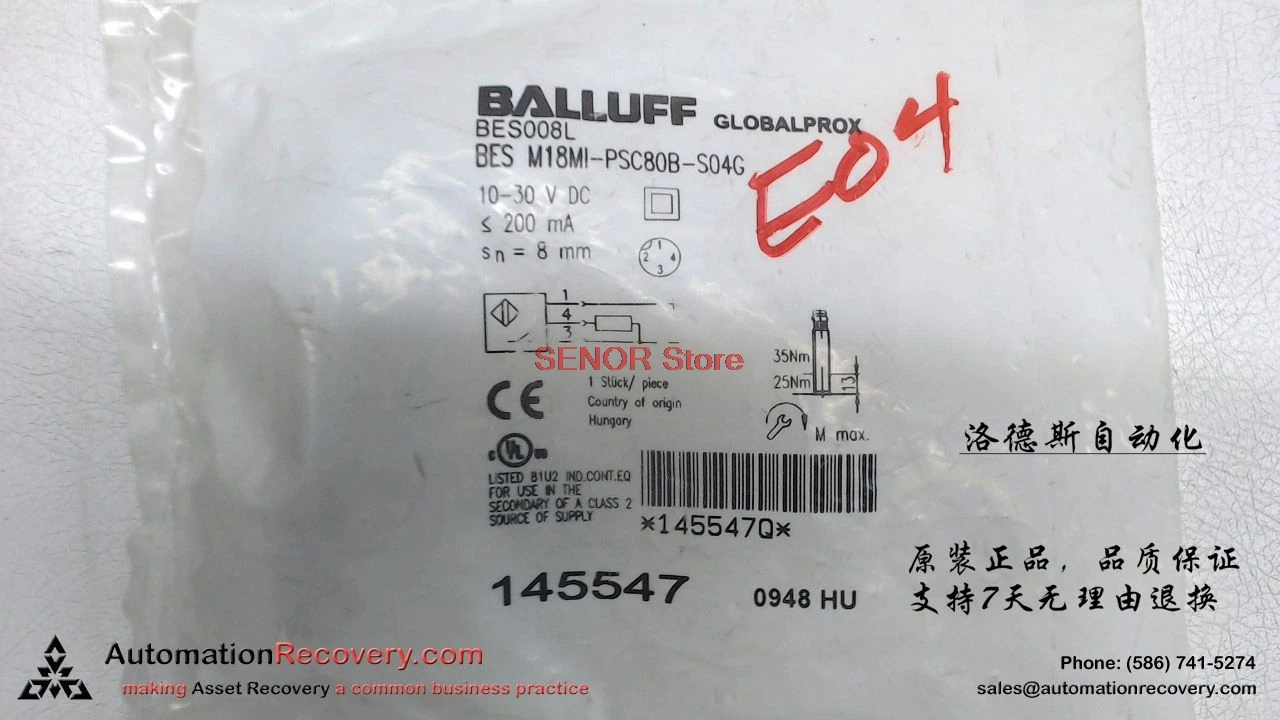 BALLUFF GLOBALPROX
BES008L
BES M18MI-PSC80B-S04G
E04
10-30 V DC
≤ 200 mA
sn = 8 mm
1
2 4
3
1
4
3
SENOR Store
35Nm
25Nm
13
M max.
CE
1 Stück/ piece
Country of origin
Hungary
c UL us
LISTED 81U2 IND.CONT.EQ
FOR USE IN THE
SECONDARY OF A CLASS 2
SOURCE OF SUPPLY
*145547Q*
145547
0948 HU
洛德斯自动化
原装正品，品质保证
支持7天无理由退换
AutomationRecovery.com
making Asset Recovery a common business practice
Phone: (586) 741-5274
sales@automationrecovery.com